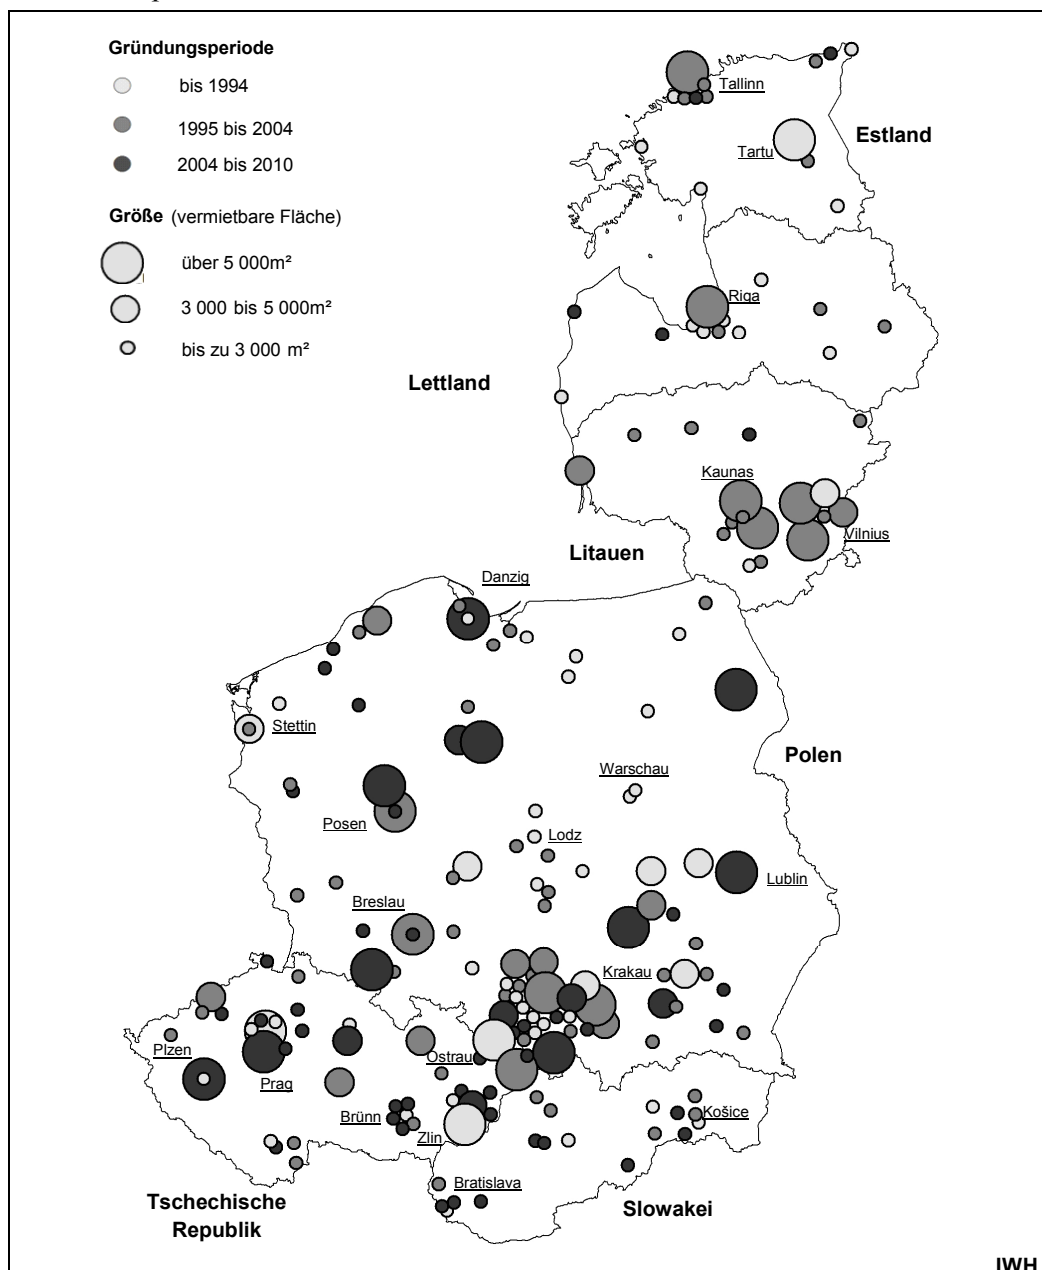 Gründungsperiode
bis 1994
1995 bis 2004
2004 bis 2010
Größe (vermietbare Fläche)
über 5 000m²
3 000 bis 5 000m²
bis zu 3 000 m²
Tallinn
Estland
Tartu
Riga
Lettland
Kaunas
Vilnius
Litauen
Danzig
Stettin
Polen
Warschau
Posen
Lodz
Lublin
Breslau
Krakau
Plzen
Ostrau
Prag
Brünn
Košice
Zlin
Bratislava
Tschechische
Republik
Slowakei
IWH